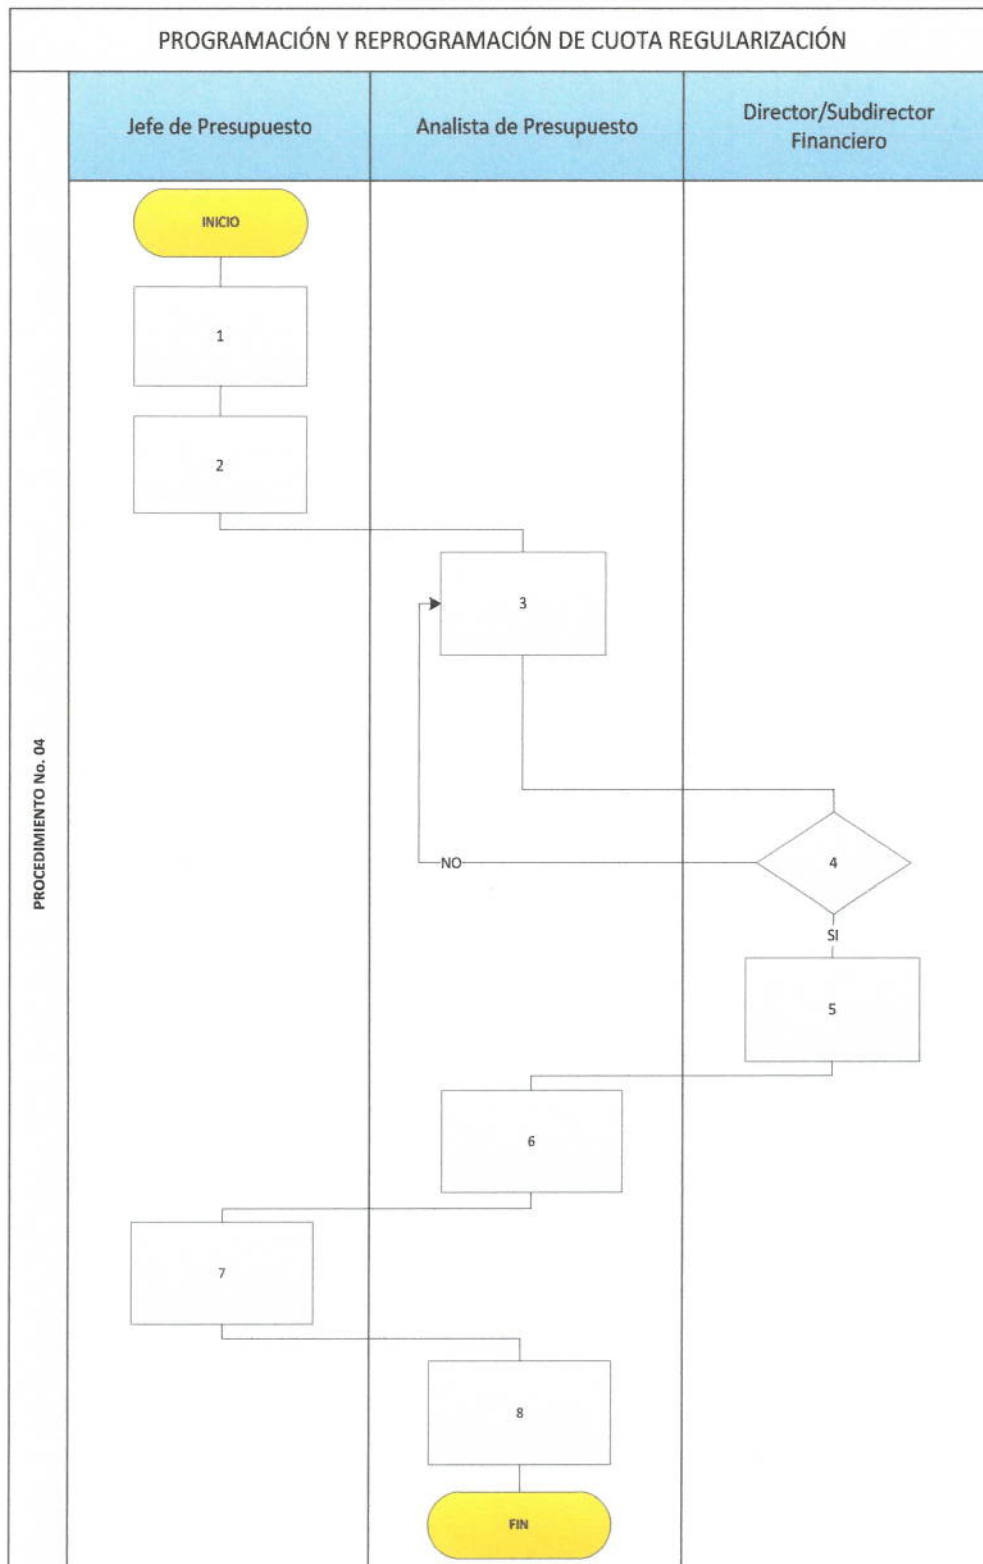 PROGRAMACIÓN Y REPROGRAMACIÓN DE CUOTA REGULARIZACIÓN
Jefe de Presupuesto
Analista de Presupuesto
Director/Subdirector
Financiero
PROCEDIMIENTO No. 04
INICIO
1
2
3
4
NO
SI
5
6
7
8
FIN